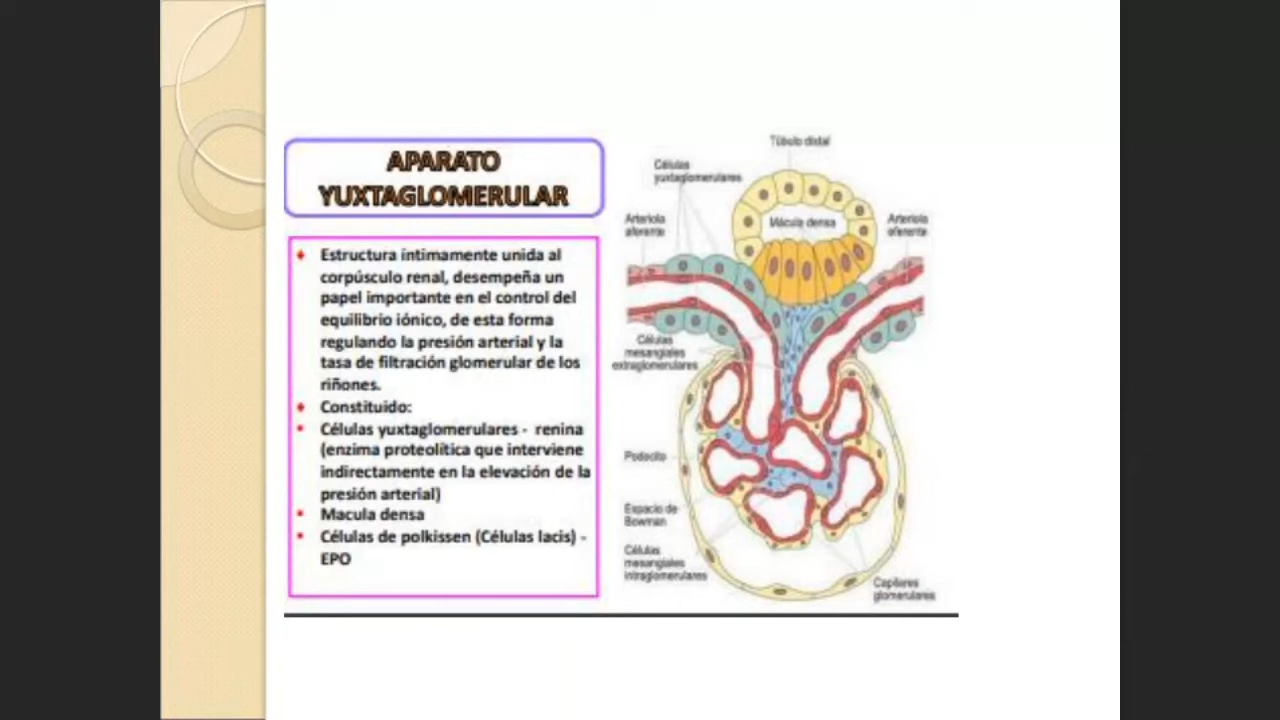 APARATO
YUXTAGLOMERULAR
Estructura íntimamente unida al
corpúsculo renal, desempeña un
papel importante en el control del
equilibrio iónico, de esta forma
regulando la presión arterial y la
tasa de filtración glomerular de los
riñones.
Constituido:
Células yuxtaglomerulares - renina
(enzima proteolítica que interviene
indirectamente en la elevación de la
presión arterial)
Macula densa
Células de polkissen (Células lacis) -
EPO
Túbulo distal
Células
yuxtaglomerulares
Arteriola
aferente
Mácula densa
Arteriola
eferente
Células
mesangiales
extraglomerulares
Podocito
Espacio de
Bowman
Células
mesangiales
intraglomerulares
Capilares
glomerulares